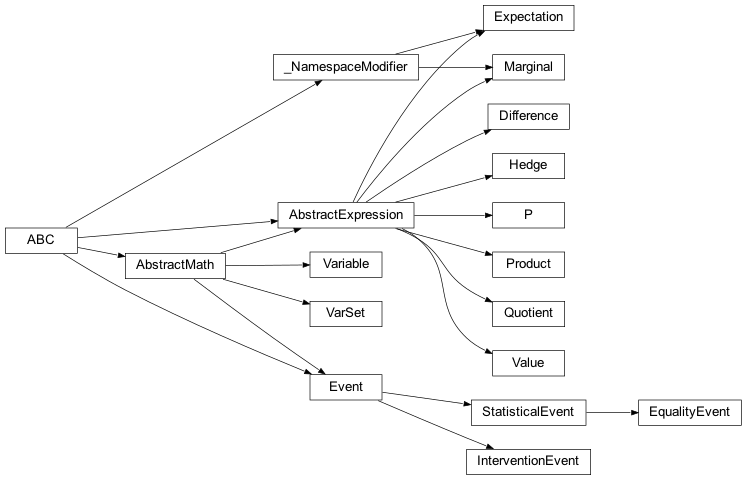 Expectation
_NamespaceModifier
Marginal
Difference
Hedge
AbstractExpression
P
ABC
AbstractMath
Variable
Product
VarSet
Quotient
Value
Event
StatisticalEvent
EqualityEvent
InterventionEvent